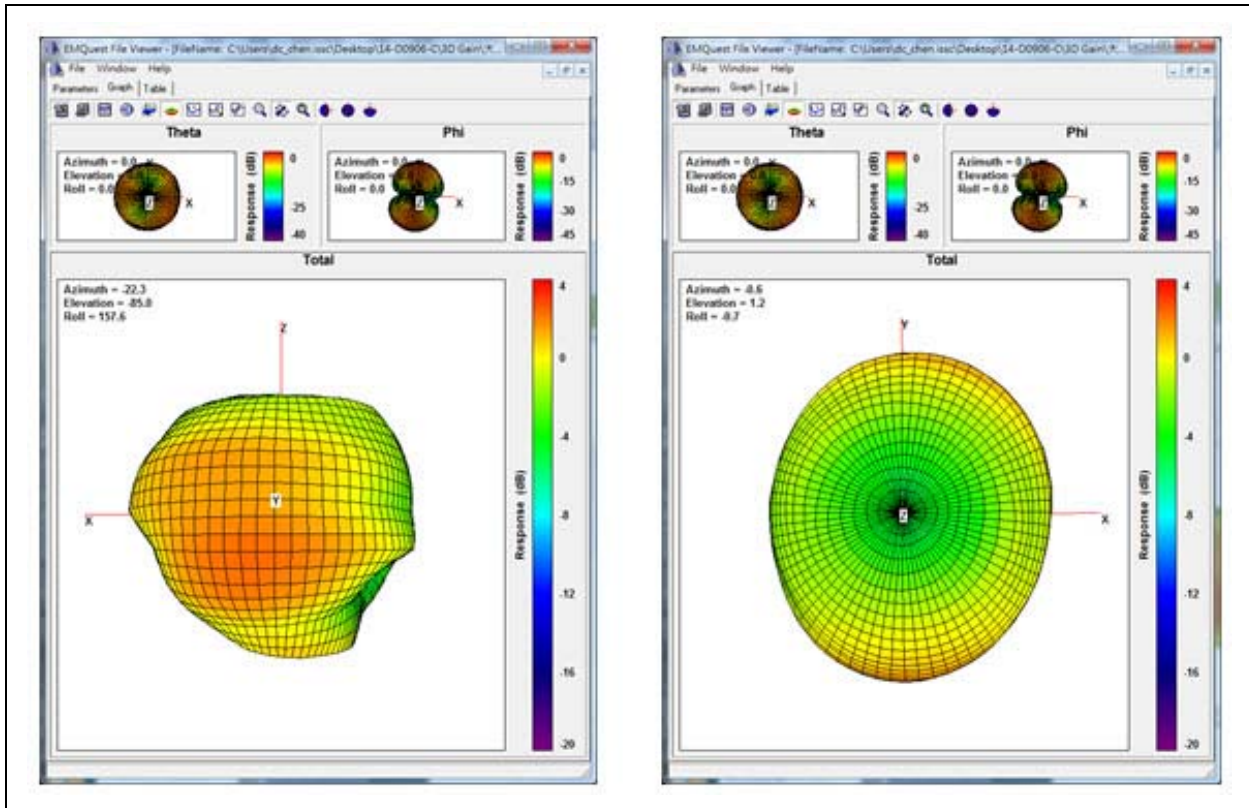 EMQuest File Viewer - [FileName: C:\Users\dc_chen.issc\Desktop\14-O0906-C\3D Gain\
File Window Help
Parameters Graph Table
Theta
Azimuth = 0.0
Elevation =
Roll = 0.0
Z
X
Response (dB)
0
-25
-40
Phi
Azimuth = 0.0
Elevation =
Roll = 0.0
Z
X
Response (dB)
0
-15
-30
-45
Total
Azimuth = -22.3
Elevation = -85.0
Roll = 157.6
Z
Y
X
Response (dB)
4
0
-4
-8
-12
-16
-20
EMQuest File Viewer - [FileName: C:\Users\dc_chen.issc\Desktop\14-O0906-C\3D Gain\
File Window Help
Parameters Graph Table
Theta
Azimuth = 0.0
Elevation =
Roll = 0.0
Z
X
Response (dB)
0
-25
-40
Phi
Azimuth = 0.0
Elevation =
Roll = 0.0
Z
X
Response (dB)
0
-15
-30
-45
Total
Azimuth = -0.6
Elevation = 1.2
Roll = -0.7
Y
Z
X
Response (dB)
4
0
-4
-8
-12
-16
-20